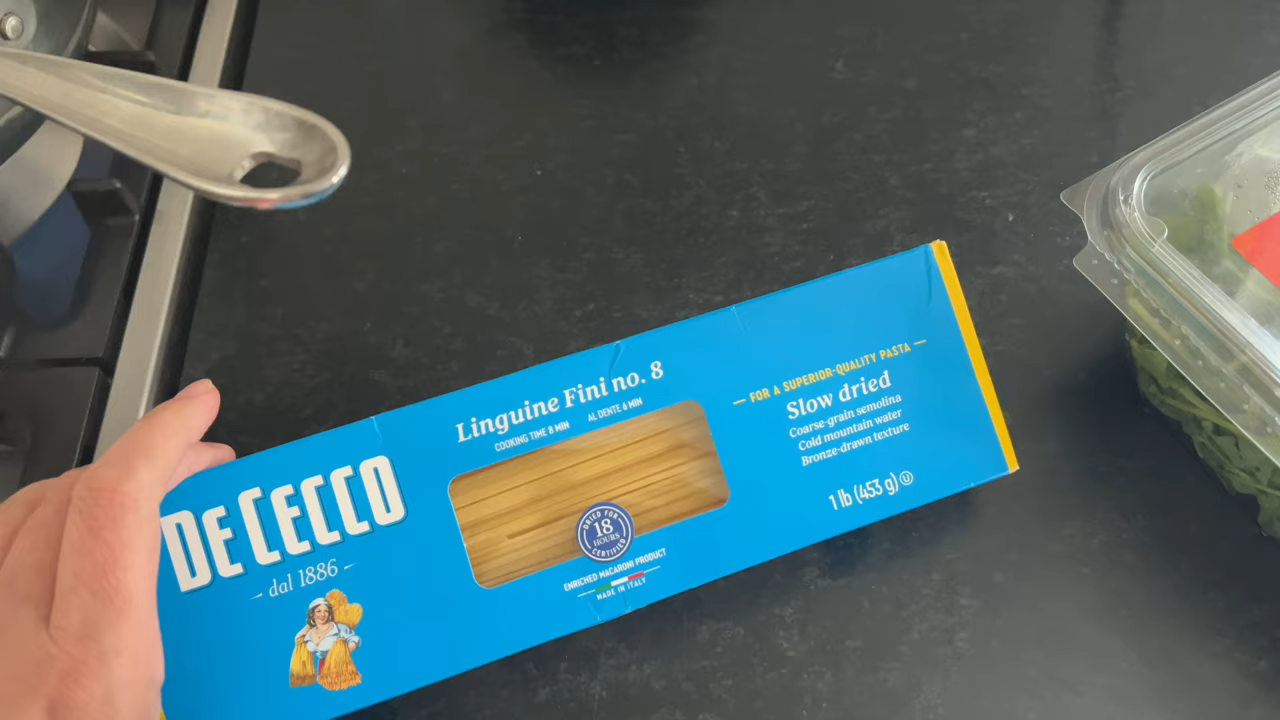 DE CECCO
dal 1886
Linguine Fini no. 8
COOKING TIME 8 MIN AL DENTE 6 MIN
DRIED FOR
18
HOURS
CERTIFIED
ENRICHED MACARONI PRODUCT
MADE IN ITALY
— FOR A SUPERIOR-QUALITY PASTA —
Slow dried
Coarse-grain semolina
Cold mountain water
Bronze-drawn texture
1 lb (453 g) U